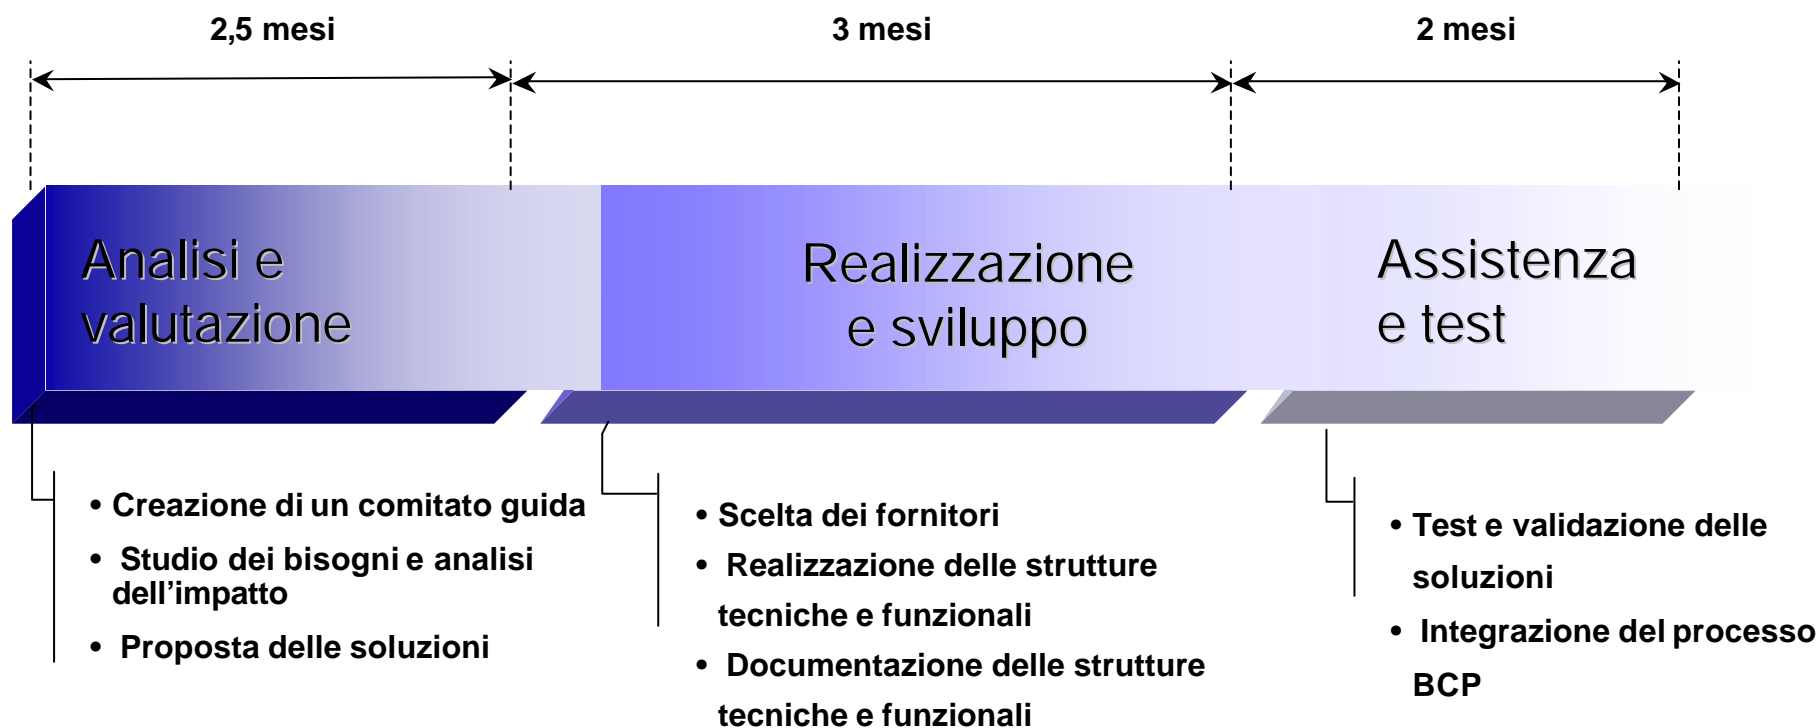 2,5 mesi
3 mesi
2 mesi
Analisi e
valutazione
Realizzazione
e sviluppo
Assistenza
e test
• Creazione di un comitato guida
• Studio dei bisogni e analisi
dell’impatto
• Proposta delle soluzioni
• Scelta dei fornitori
• Realizzazione delle strutture
tecniche e funzionali
• Documentazione delle strutture
tecniche e funzionali
• Test e validazione delle
soluzioni
• Integrazione del processo
BCP